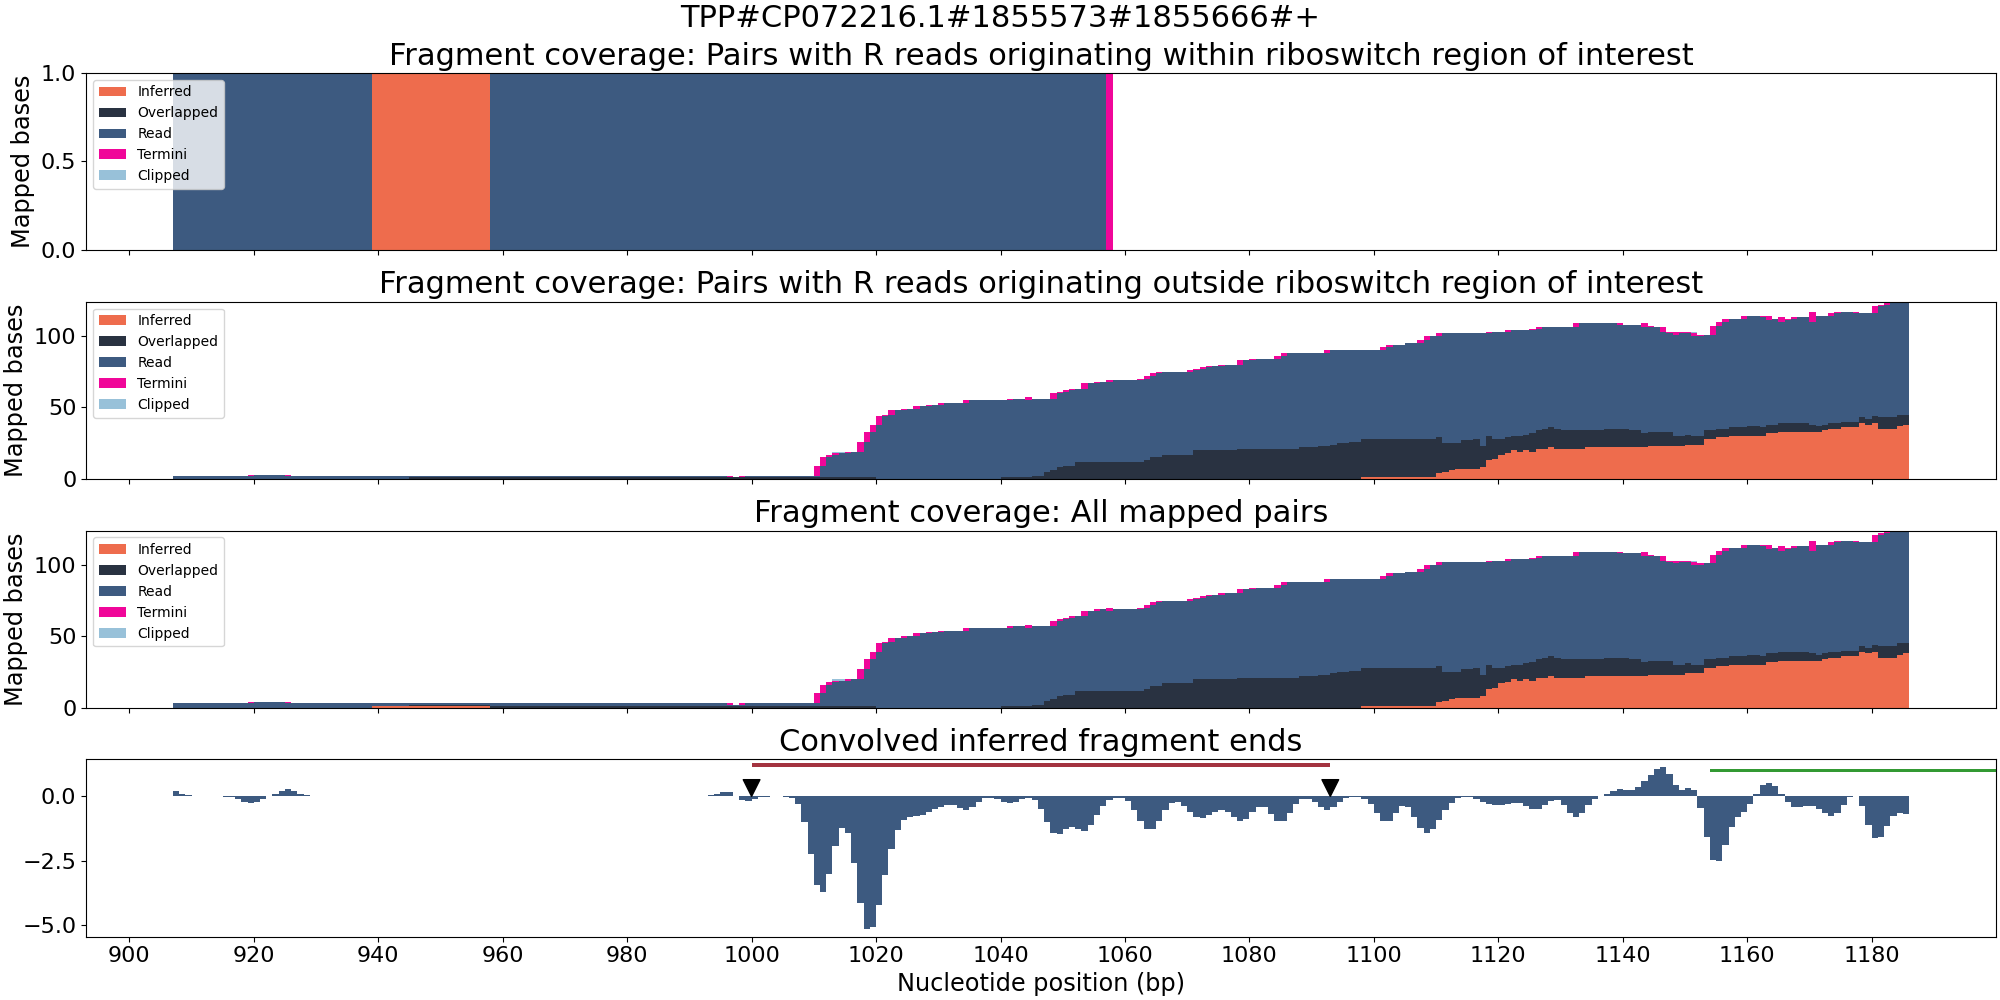 TPP#CP072216.1#1855573#1855666#+
Fragment coverage: Pairs with R reads originating within riboswitch region of interest
Mapped bases
1.0
0.5
0.0
Inferred
Overlapped
Read
Termini
Clipped
Fragment coverage: Pairs with R reads originating outside riboswitch region of interest
Mapped bases
100
50
0
Inferred
Overlapped
Read
Termini
Clipped
Fragment coverage: All mapped pairs
Mapped bases
100
50
0
Inferred
Overlapped
Read
Termini
Clipped
Convolved inferred fragment ends
0.0
−2.5
−5.0
900 920 940 960 980 1000 1020 1040 1060 1080 1100 1120 1140 1160 1180
Nucleotide position (bp)